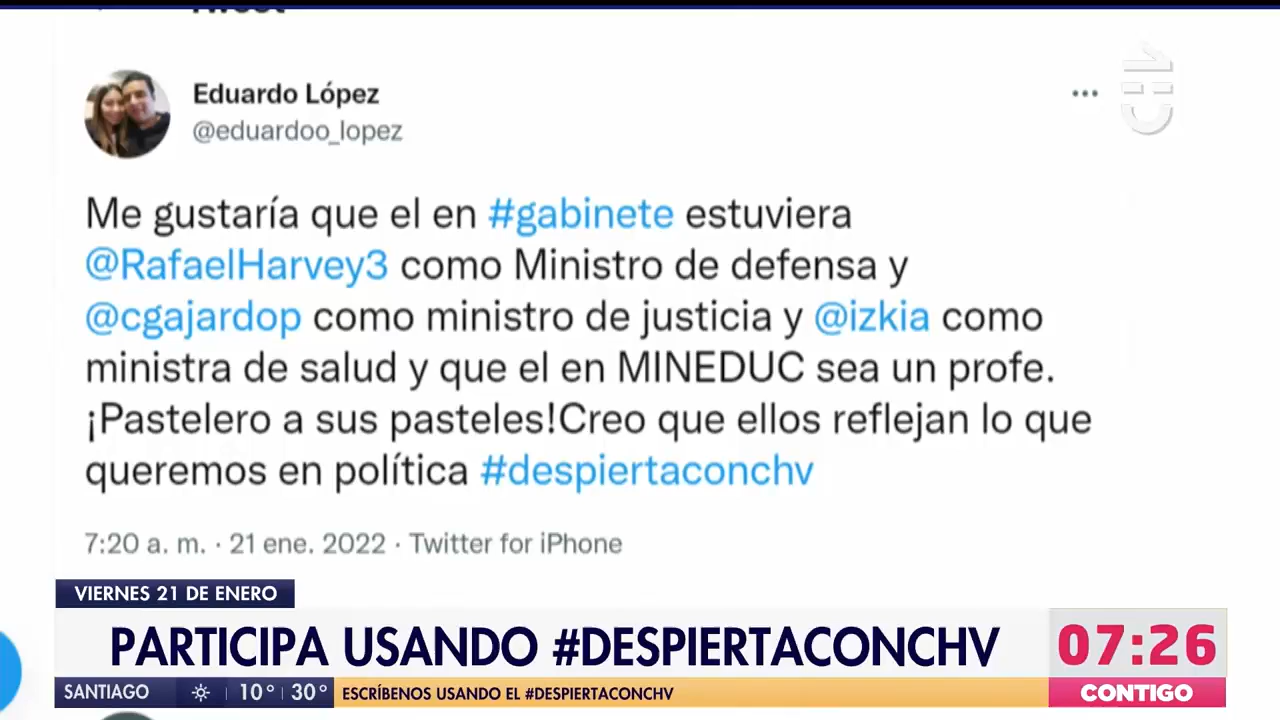 Tweet
Eduardo López
@eduardoo_lopez
CHV
Me gustaría que el en #gabinete estuviera
@RafaelHarvey3 como Ministro de defensa y
@cgajardop como ministro de justicia y @izkia como
ministra de salud y que el en MINEDUC sea un profe.
¡Pastelero a sus pasteles!Creo que ellos reflejan lo que
queremos en política #despiertaconchv
7:20 a. m. · 21 ene. 2022 · Twitter for iPhone
VIERNES 21 DE ENERO
PARTICIPA USANDO #DESPIERTACONCHV
07:26
SANTIAGO 10° 30° ESCRÍBENOS USANDO EL #DESPIERTACONCHV
CONTIGO